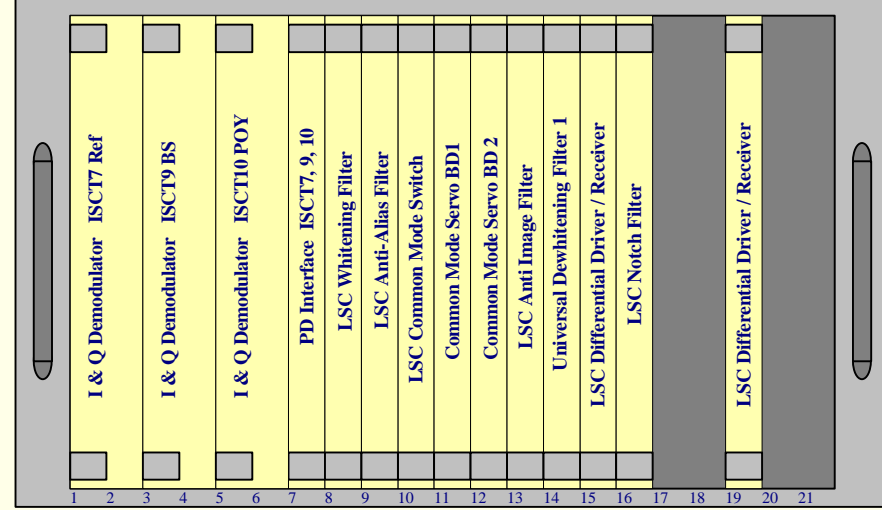 I & Q Demodulator ISCT7 Ref
I & Q Demodulator ISCT9 BS
I & Q Demodulator ISCT10 POY
PD Interface ISCT7, 9, 10
LSC Whitening Filter
LSC Anti-Alias Filter
LSC Common Mode Switch
Common Mode Servo BD1
Common Mode Servo BD 2
LSC Anti Image Filter
Universal Dewhitening Filter 1
LSC Differential Driver / Receiver
LSC Notch Filter
LSC Differential Driver / Receiver
1 2 3 4 5 6 7 8 9 10 11 12 13 14 15 16 17 18 19 20 21